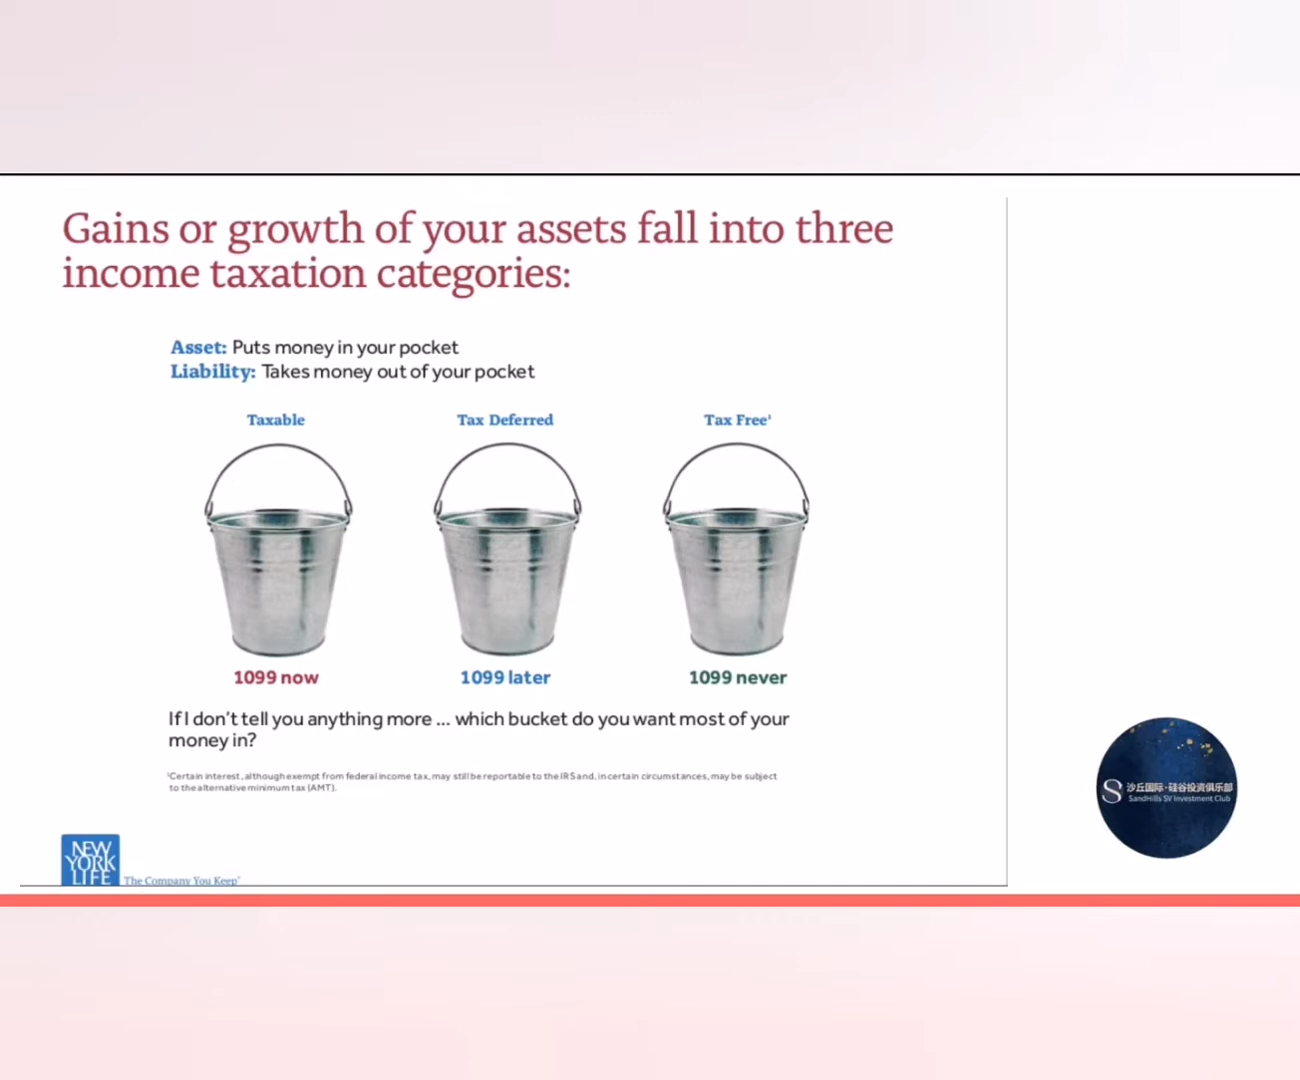 Gains or growth of your assets fall into three
income taxation categories:
Asset: Puts money in your pocket
Liability: Takes money out of your pocket
Taxable
Tax Deferred
Tax Free¹
1099 now
1099 later
1099 never
If I don't tell you anything more ... which bucket do you want most of your
money in?
¹Certain interest, although exempt from federal income tax, may still be reportable to the IRS and, in certain circumstances, may be subject
to the alternative minimum tax (AMT).
沙丘国际·硅谷投资俱乐部
SandHills SV Investment Club
NEW
YORK
LIFE
The Company You Keep®